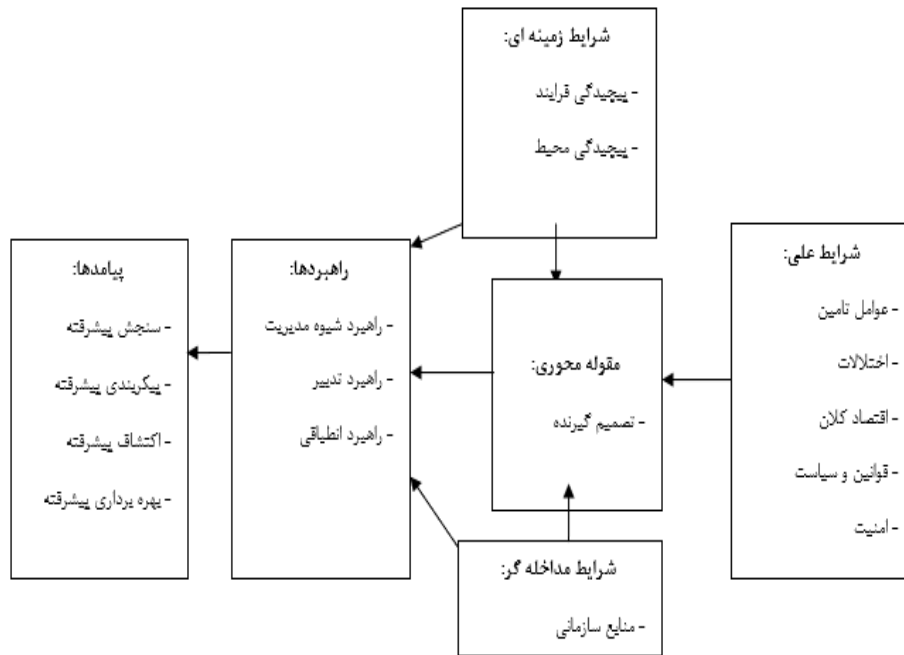 شرایط زمینه ای:
- پیچیدگی فرایند
- پیچیدگی محیط
شرایط علی:
- عوامل تامین
- اختلالات
- اقتصاد کلان
- قوانین و سیاست
- امنیت
مقوله محوری:
- تصمیم گیرنده
راهبردها:
- راهبرد شیوه مدیریت
- راهبرد تدبیر
- راهبرد انطباقی
پیامدها:
- سنجش پیشرفته
- پیکربندی پیشرفته
- اکتشاف پیشرفته
- بهره برداری پیشرفته
شرایط مداخله گر:
- منابع سازمانی